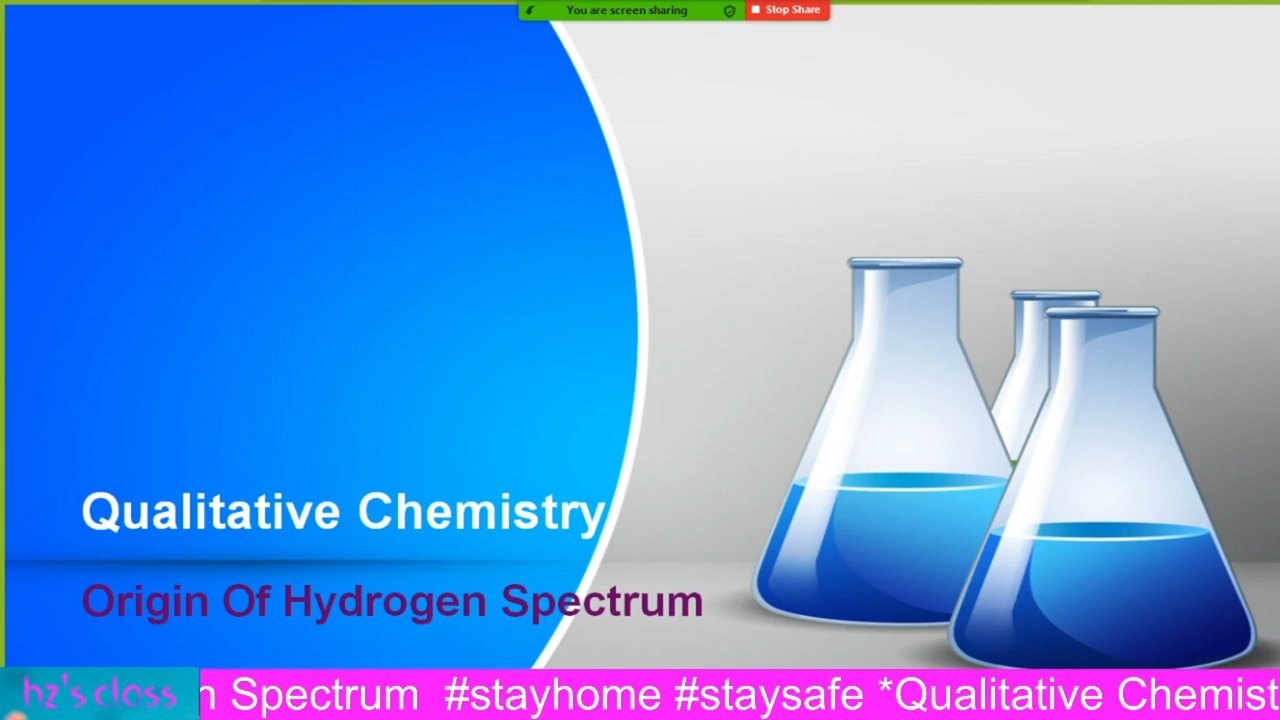 You are screen sharing
Stop Share
Qualitative Chemistry
Origin Of Hydrogen Spectrum
hz's class
n Spectrum #stayhome #staysafe *Qualitative Chemist